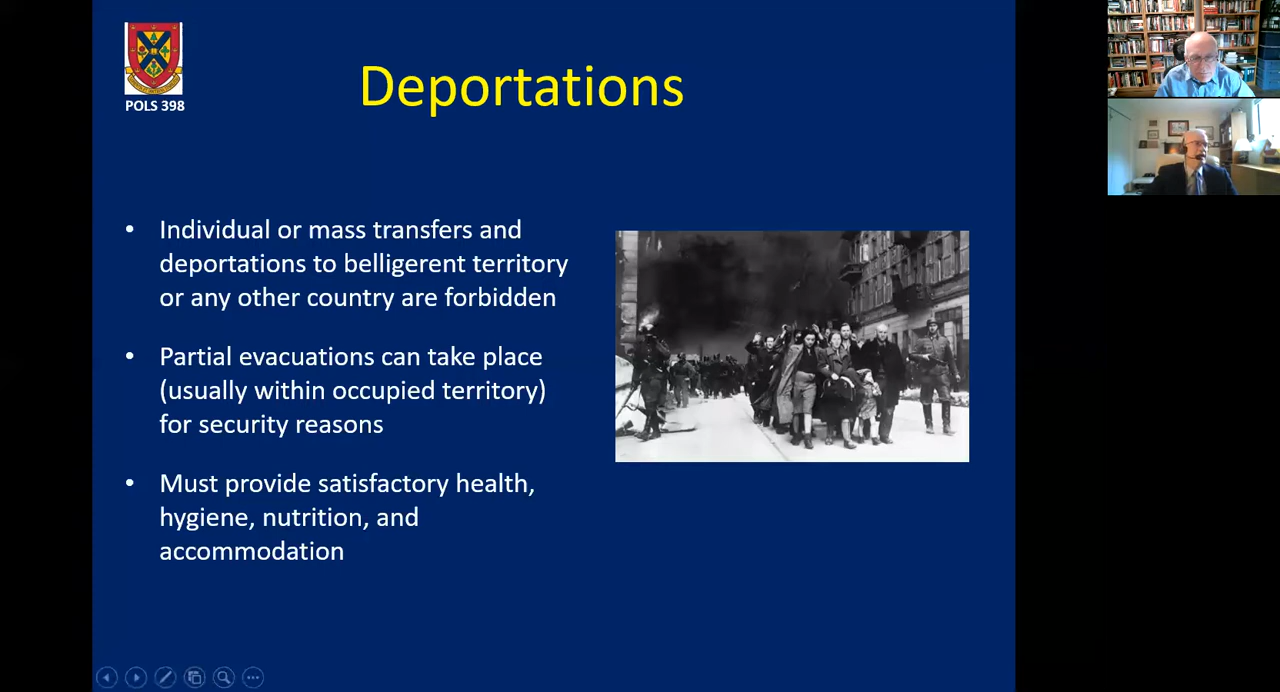 POLS 398
Deportations
• Individual or mass transfers and
deportations to belligerent territory
or any other country are forbidden
• Partial evacuations can take place
(usually within occupied territory)
for security reasons
• Must provide satisfactory health,
hygiene, nutrition, and
accommodation